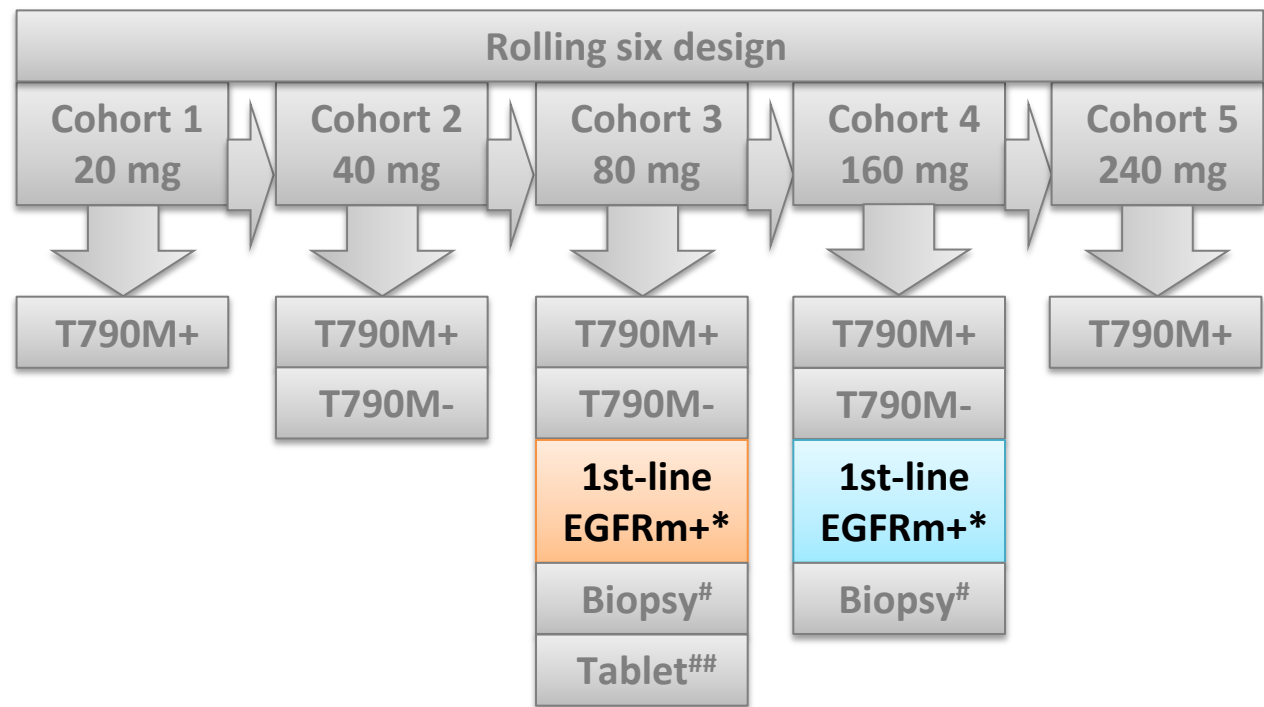 Rolling six design
Cohort 1
20 mg
Cohort 2
40 mg
Cohort 3
80 mg
Cohort 4
160 mg
Cohort 5
240 mg
T790M+
T790M+
T790M-
T790M+
T790M-
1st-line
EGFRm+*
Biopsy#
Tablet##
T790M+
T790M-
1st-line
EGFRm+*
Biopsy#
T790M+